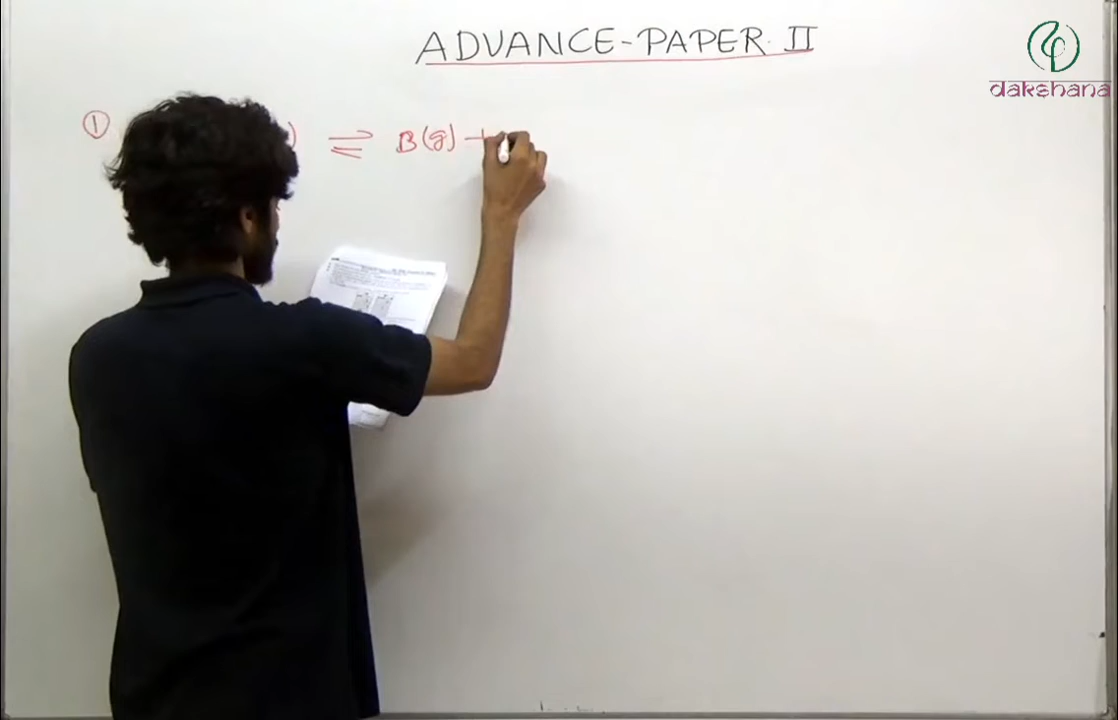 ADVANCE-PAPER. II
dakshana
① ) ⇌ B(g) +